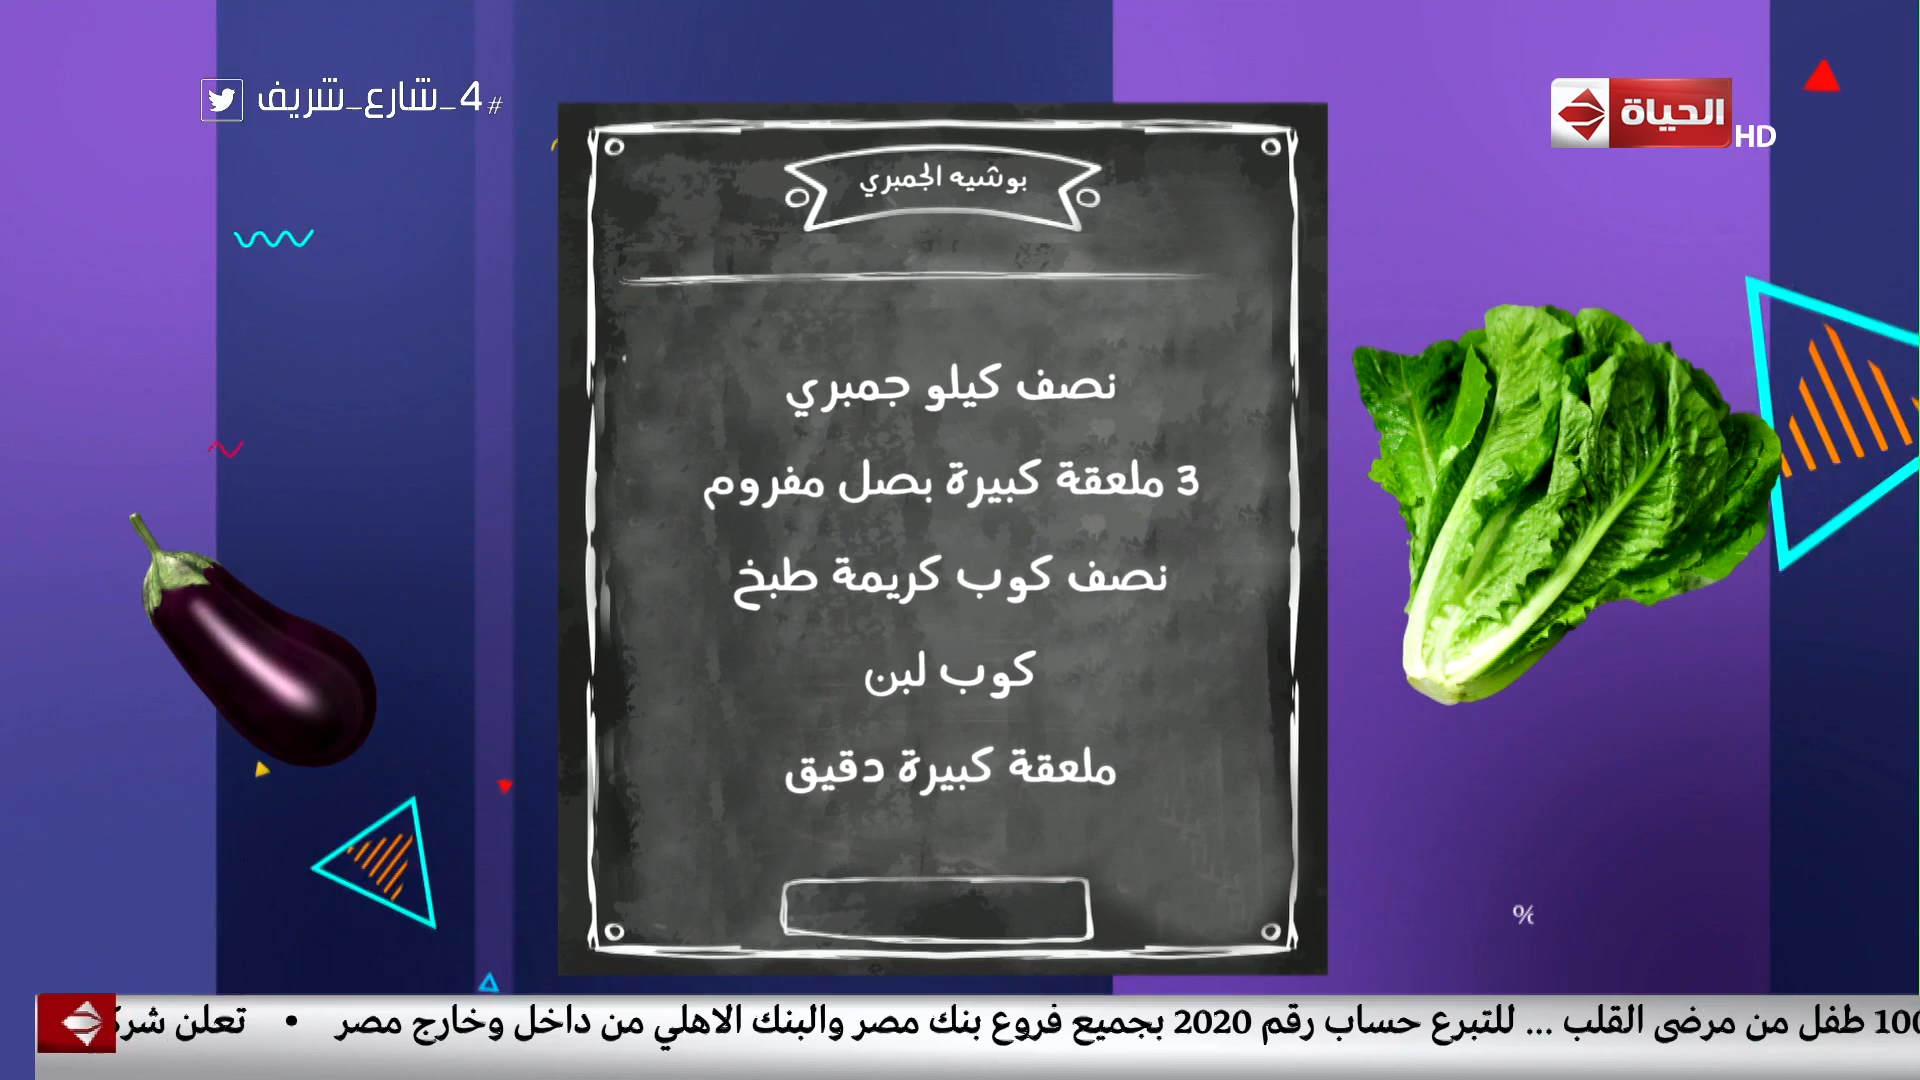 #4_شارع_شريف
الحياة
HD
بوشيه الجمبري
نصف كيلو جمبري
3 ملعقة كبيرة بصل مفروم
نصف كوب كريمة طبخ
كوب لبن
ملعقة كبيرة دقيق
%
طفل من مرضى القلب ... للتبرع حساب رقم 2020 بجميع فروع بنك مصر والبنك الاهلي من داخل وخارج مصر • تعلن